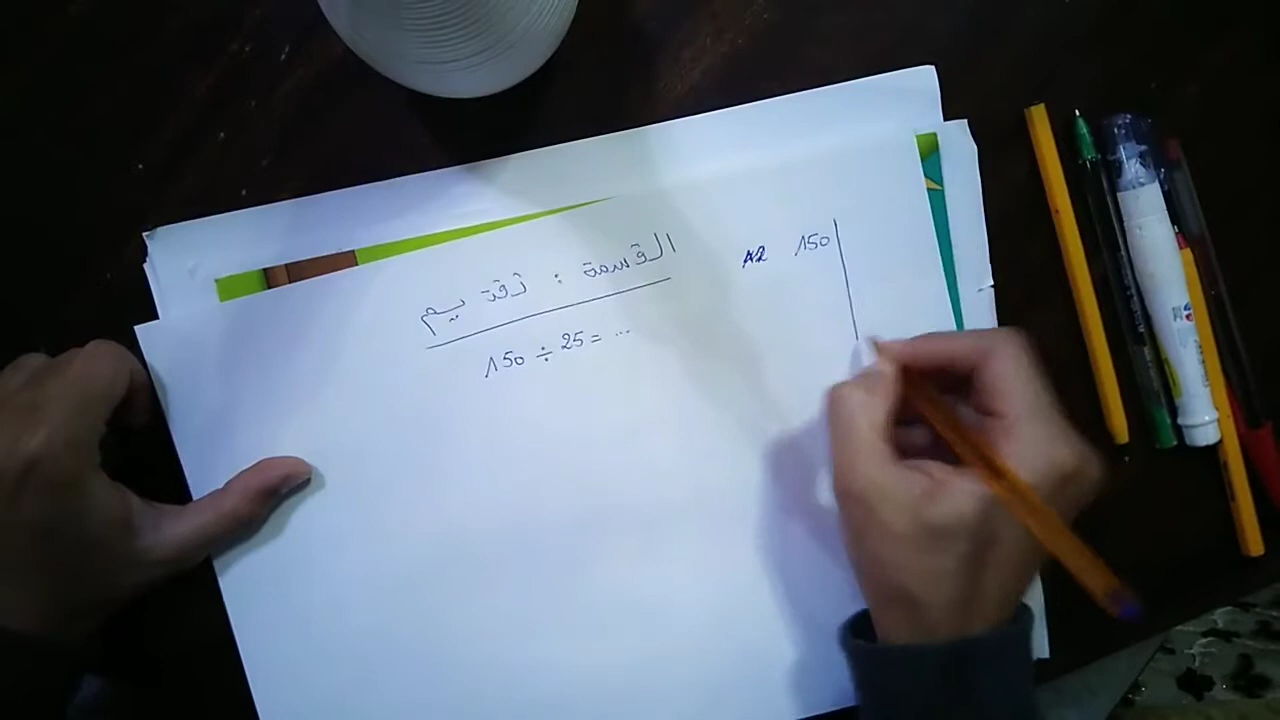 القسمة : تقديم
150 ÷ 25 = ...
150